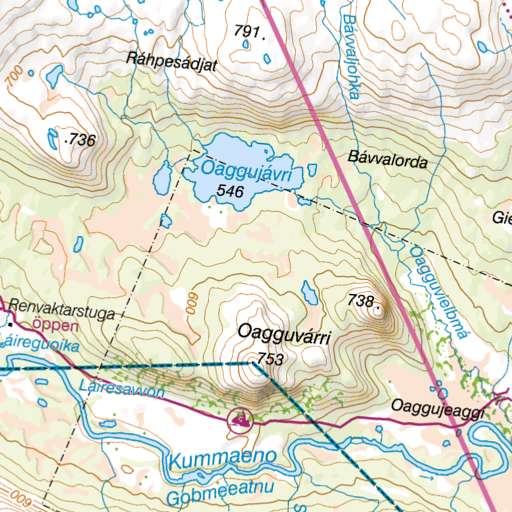 791
Ráhpesádjat
Bávvaljohka
700
736
Bávvalorda
Oaggujávri
546
Gie
Oagguvielbmá
600
738
Renvaktarstuga
öppen
Oagguvárri
753
Láireguoika
Láiresavvon
Oaggujeaggi
Kummaeno
Gobmeeatnu
600